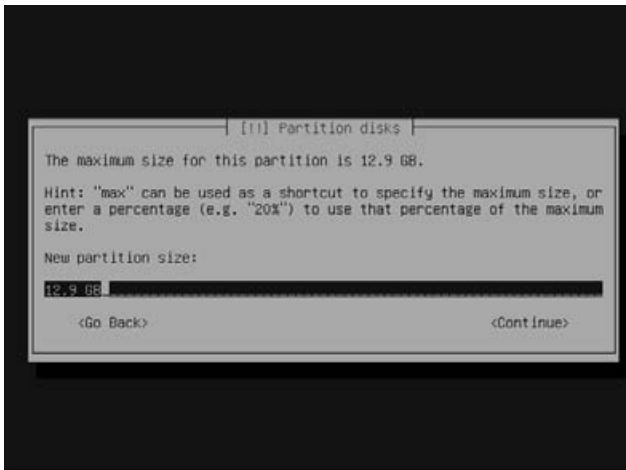 [!!] Partition disks
The maximum size for this partition is 12.9 GB.
Hint: "max" can be used as a shortcut to specify the maximum size, or
enter a percentage (e.g. "20%") to use that percentage of the maximum
size.
New partition size:
12.9 GB
<Go Back> <Continue>